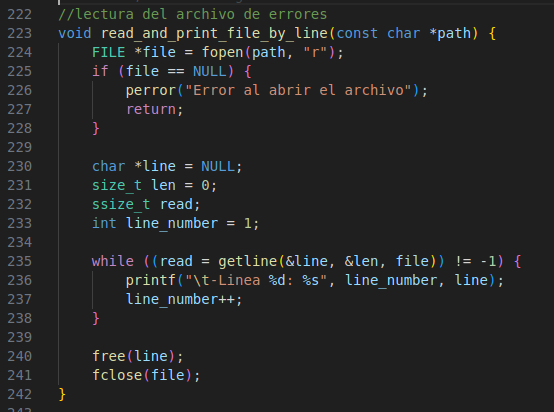 222 //lectura del archivo de errores
223 void read_and_print_file_by_line(const char *path) {
224 FILE *file = fopen(path, "r");
225 if (file == NULL) {
226 perror("Error al abrir el archivo");
227 return;
228 }
229
230 char *line = NULL;
231 size_t len = 0;
232 ssize_t read;
233 int line_number = 1;
234
235 while ((read = getline(&line, &len, file)) != -1) {
236 printf("\t-Linea %d: %s", line_number, line);
237 line_number++;
238 }
239
240 free(line);
241 fclose(file);
242 }
243